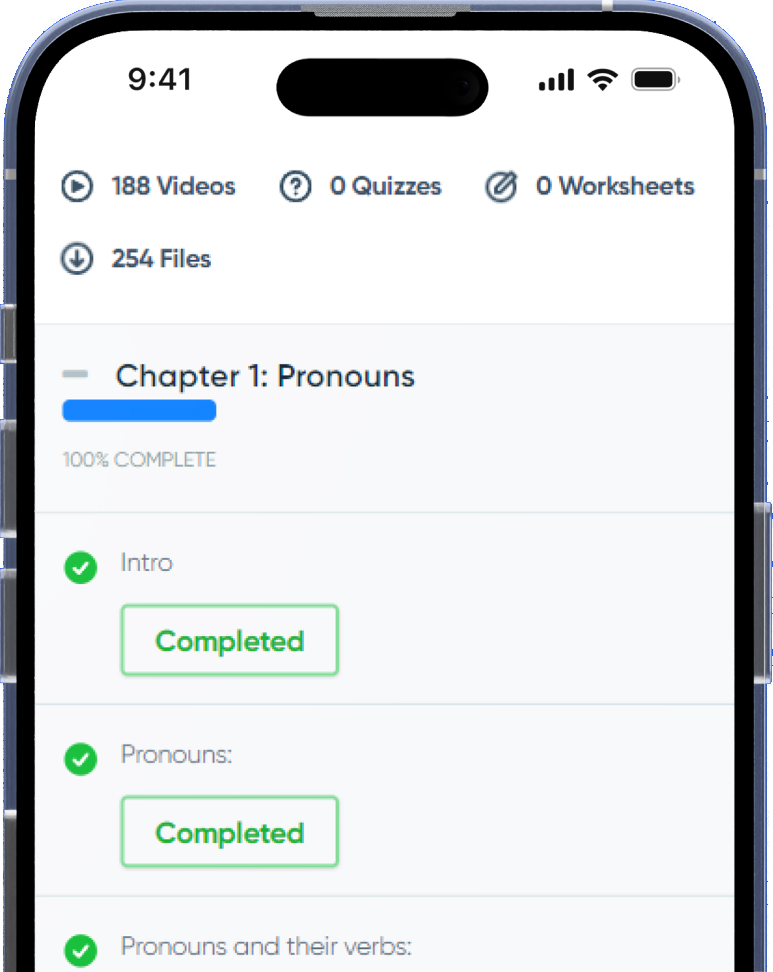 9:41
188 Videos 0 Quizzes 0 Worksheets
254 Files
Chapter 1: Pronouns
100% COMPLETE
Intro
Completed
Pronouns:
Completed
Pronouns and their verbs: